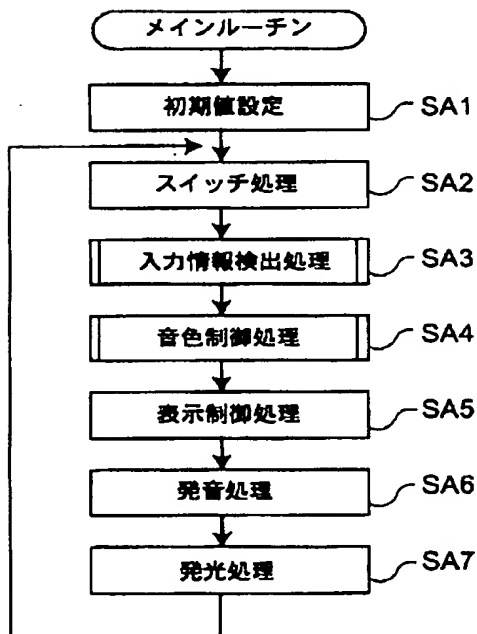 メインルーチン
初期値設定 SA1
スイッチ処理 SA2
入力情報検出処理 SA3
音色制御処理 SA4
表示制御処理 SA5
発音処理 SA6
発光処理 SA7